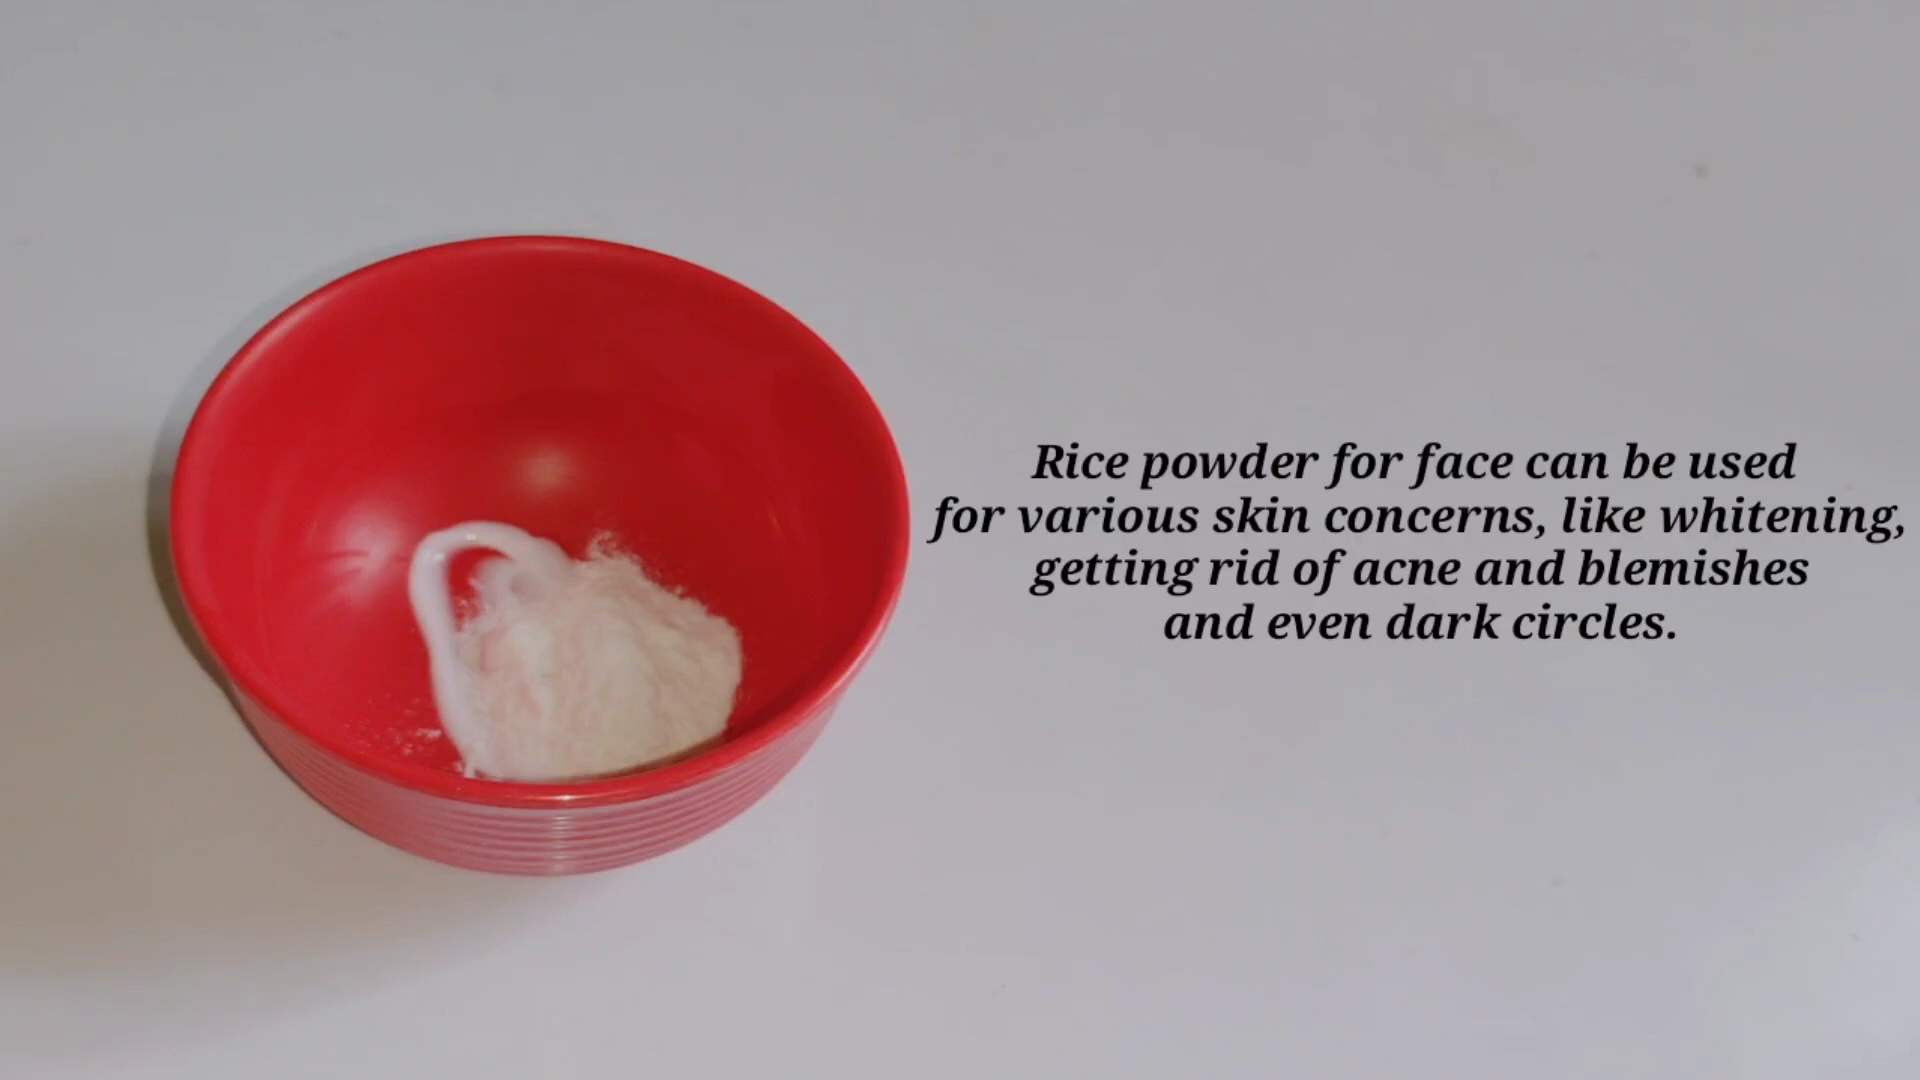 Rice powder for face can be used
for various skin concerns, like whitening,
getting rid of acne and blemishes
and even dark circles.